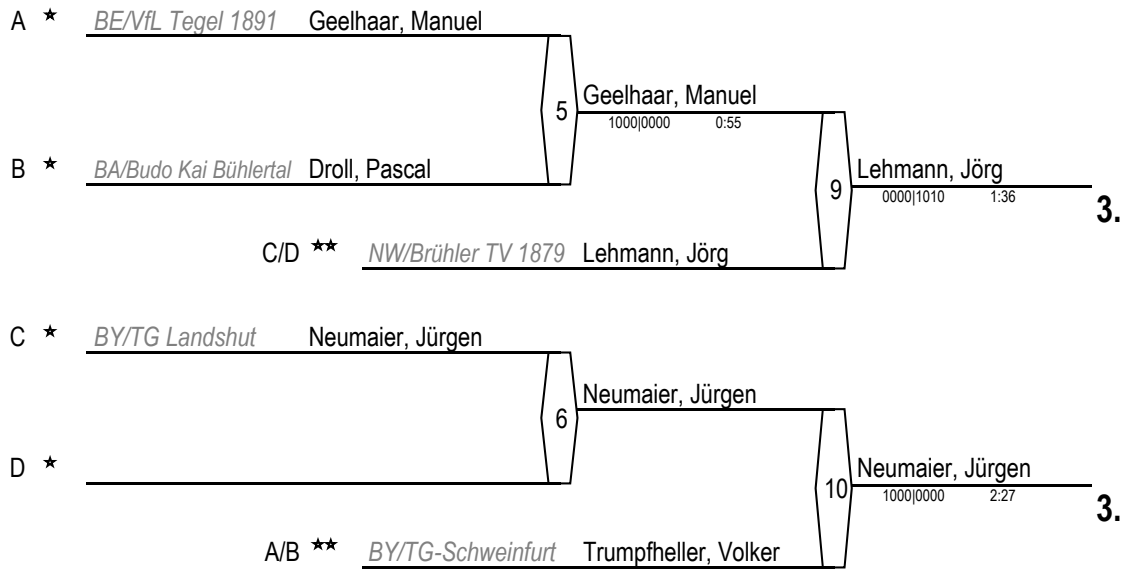 A ★ BE/VfL Tegel 1891 Geelhaar, Manuel
5 Geelhaar, Manuel
1000|0000 0:55
B ★ BA/Budo Kai Bühlertal Droll, Pascal
9 Lehmann, Jörg
0000|1010 1:36
3.
C/D ★★ NW/Brühler TV 1879 Lehmann, Jörg
C ★ BY/TG Landshut Neumaier, Jürgen
6 Neumaier, Jürgen
D ★
10 Neumaier, Jürgen
1000|0000 2:27
3.
A/B ★★ BY/TG-Schweinfurt Trumpfheller, Volker